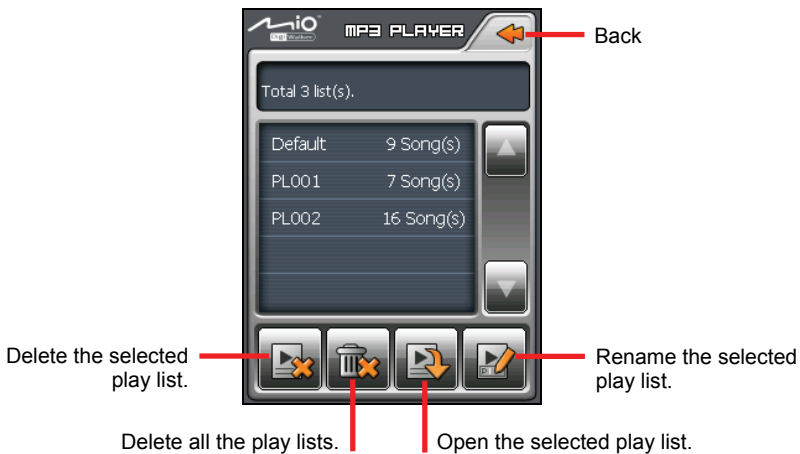 Mio
DigiWalker
MP3 PLAYER
Back
Total 3 list(s).
Default 9 Song(s)
PL001 7 Song(s)
PL002 16 Song(s)
Delete the selected
play list.
Rename the selected
play list.
Delete all the play lists.
Open the selected play list.